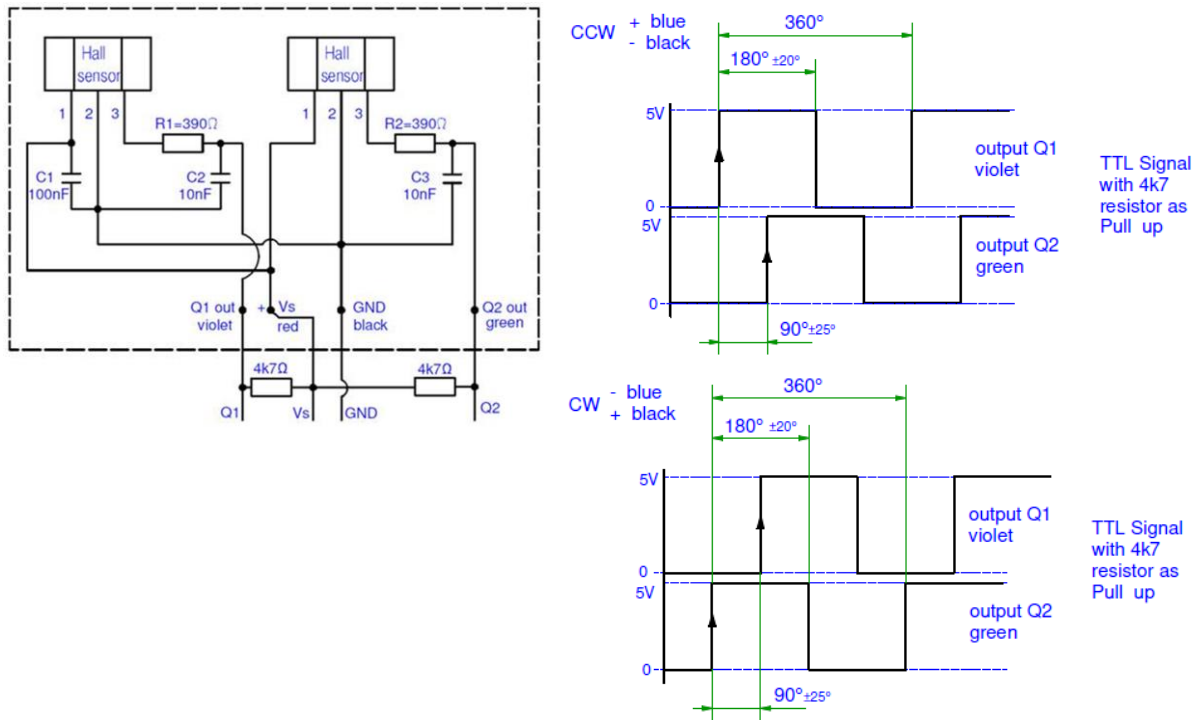 Hall
sensor
Hall
sensor
1 2 3
1 2 3
R1=390Ω
R2=390Ω
C1
100nF
C2
10nF
C3
10nF
Q1 out
violet
+ Vs
red
GND
black
Q2 out
green
4k7Ω
4k7Ω
Q1
Vs
GND
Q2
CCW + blue
- black
360°
180° ±20°
5V
output Q1
violet
0
5V
output Q2
green
0
90°±25°
TTL Signal
with 4k7
resistor as
Pull up
CW - blue
+ black
360°
180° ±20°
5V
output Q1
violet
0
5V
output Q2
green
0
90°±25°
TTL Signal
with 4k7
resistor as
Pull up